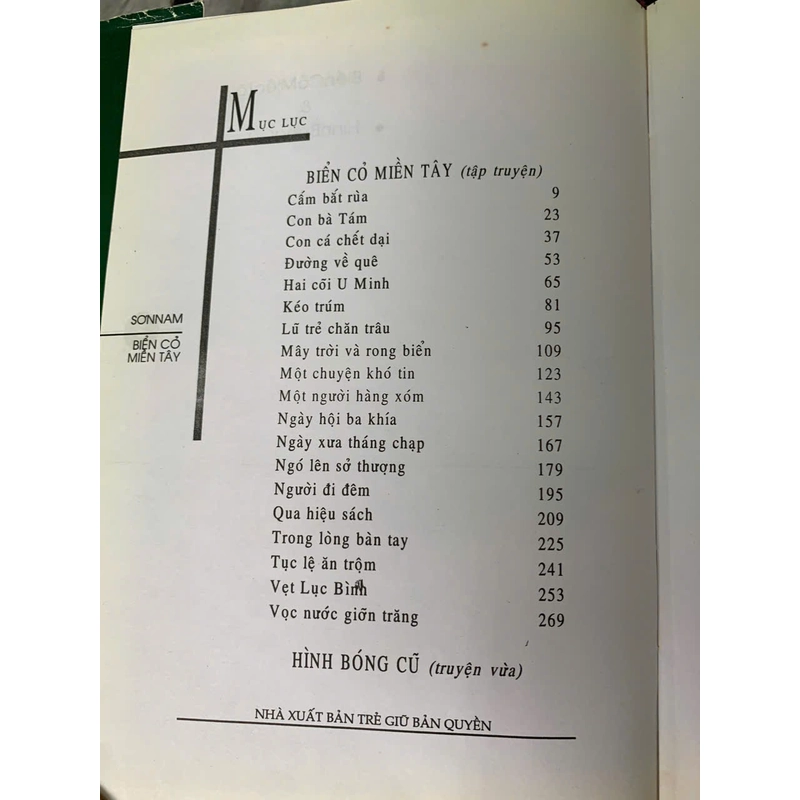 MỤC LỤC
BIỂN CỎ MIỀN TÂY (tập truyện)
Cấm bắt rùa 9
Con bà Tám 23
Con cá chết dại 37
Đường về quê 53
Hai cõi U Minh 65
Kéo trúm 81
Lũ trẻ chăn trâu 95
Mây trời và rong biển 109
Một chuyện khó tin 123
Một người hàng xóm 143
Ngày hội ba khía 157
Ngày xưa tháng chạp 167
Ngó lên sở thượng 179
Người đi đêm 195
Qua hiệu sách 209
Trong lòng bàn tay 225
Tục lệ ăn trộm 241
Vẹt Lục Bình 253
Vọc nước giỡn trăng 269
HÌNH BÓNG CŨ (truyện vừa)
SƠN NAM
BIỂN CỎ
MIỀN TÂY
NHÀ XUẤT BẢN TRẺ GIỮ BẢN QUYỀN